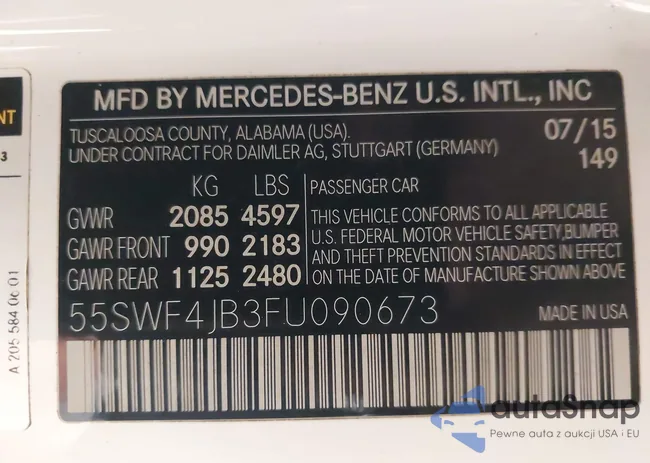 MFD BY MERCEDES-BENZ U.S. INTL., INC
TUSCALOOSA COUNTY, ALABAMA (USA). 07/15
UNDER CONTRACT FOR DAIMLER AG, STUTTGART (GERMANY) 149
KG LBS PASSENGER CAR
GVWR 2085 4597 THIS VEHICLE CONFORMS TO ALL APPLICABLE
U.S. FEDERAL MOTOR VEHICLE SAFETY,BUMPER
GAWR FRONT 990 2183 AND THEFT PREVENTION STANDARDS IN EFFECT
GAWR REAR 1125 2480 ON THE DATE OF MANUFACTURE SHOWN ABOVE
55SWF4JB3FU090673 MADE IN USA
NT
3
A 205 584 06 01
autoSnap
Pewne auta z aukcji USA i EU